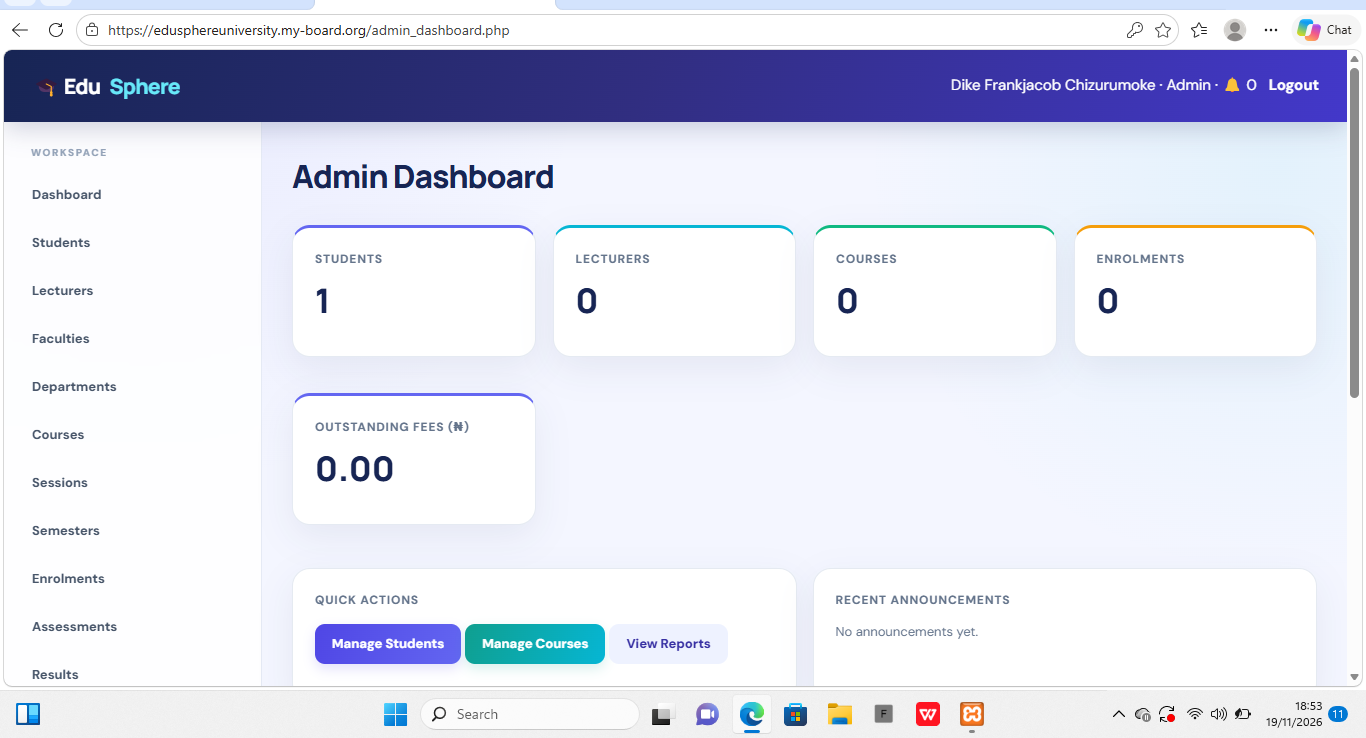 https://edusphereuniversity.my-board.org/admin_dashboard.php
Chat
Edu Sphere
Dike Frankjacob Chizurumoke · Admin · 🔔 0 Logout
WORKSPACE
Dashboard
Students
Lecturers
Faculties
Departments
Courses
Sessions
Semesters
Enrolments
Assessments
Results
Admin Dashboard
STUDENTS
1
LECTURERS
0
COURSES
0
ENROLMENTS
0
OUTSTANDING FEES (₦)
0.00
QUICK ACTIONS
Manage Students
Manage Courses
View Reports
RECENT ANNOUNCEMENTS
No announcements yet.
Search
F
W
18:53
19/11/2026
11